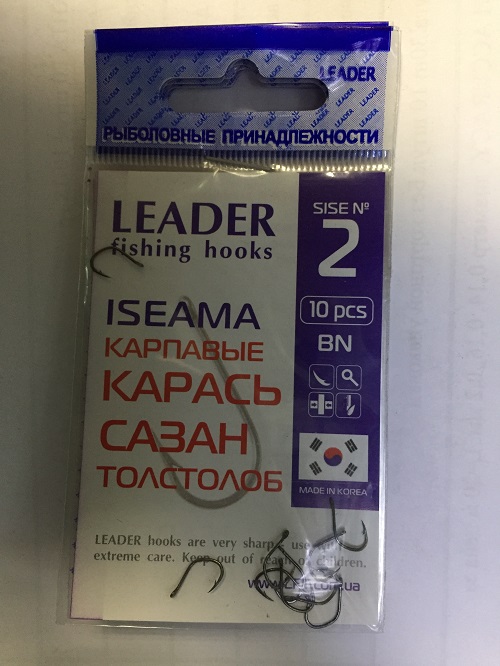 LEADER
РЫБОЛОВНЫЕ ПРИНАДЛЕЖНОСТИ
LEADER
fishing hooks
SISE №
2
10 pcs
BN
ISEAMA
КАРПАВЫЕ
КАРАСЬ
САЗАН
ТОЛСТОЛОБ
MADE IN KOREA
LEADER hooks are very sharp
extreme care. Keep out of children.